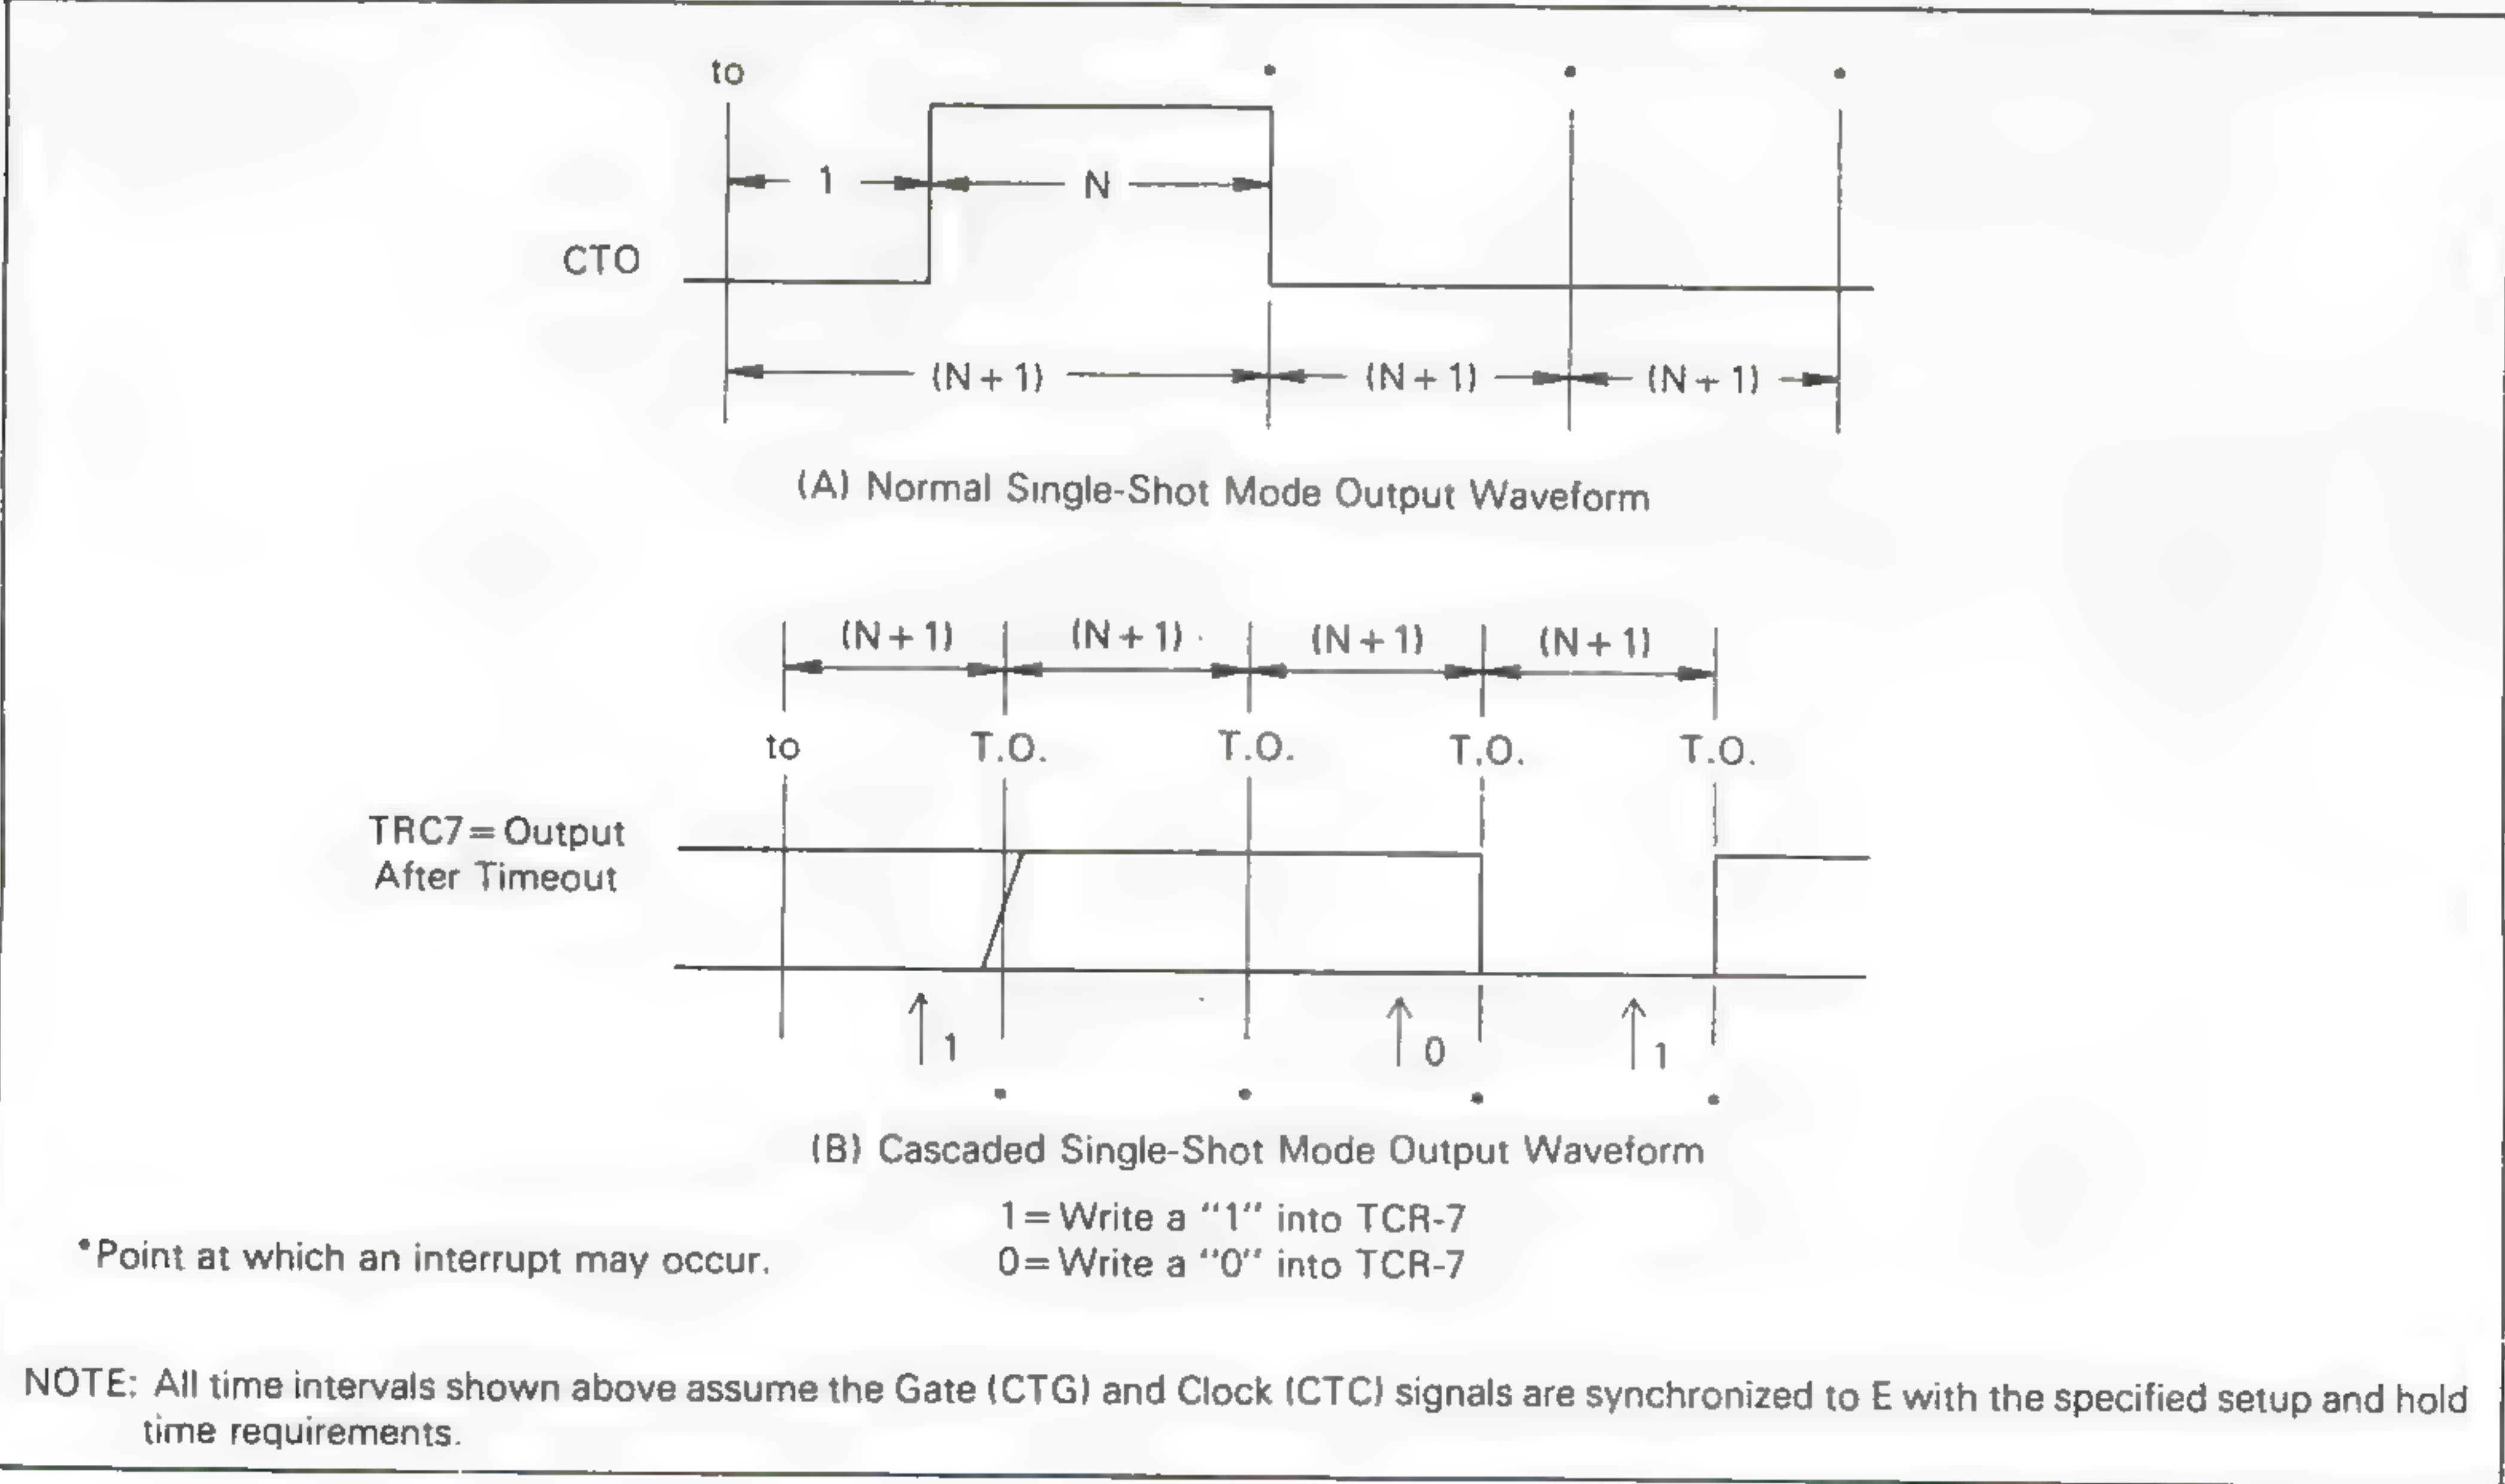 to • • •
1 N
CTO
(N + 1) (N + 1) (N + 1)
(A) Normal Single-Shot Mode Output Waveform
(N + 1) (N + 1) (N + 1) (N + 1)
to T.O. T.O. T.O. T.O.
TRC7= Output
After Timeout
1 0 1
• • • •
(B) Cascaded Single-Shot Mode Output Waveform
1= Write a "1" into TCR-7
0= Write a "0" into TCR-7
*Point at which an interrupt may occur.
NOTE: All time intervals shown above assume the Gate (CTG) and Clock (CTC) signals are synchronized to E with the specified setup and hold
time requirements.